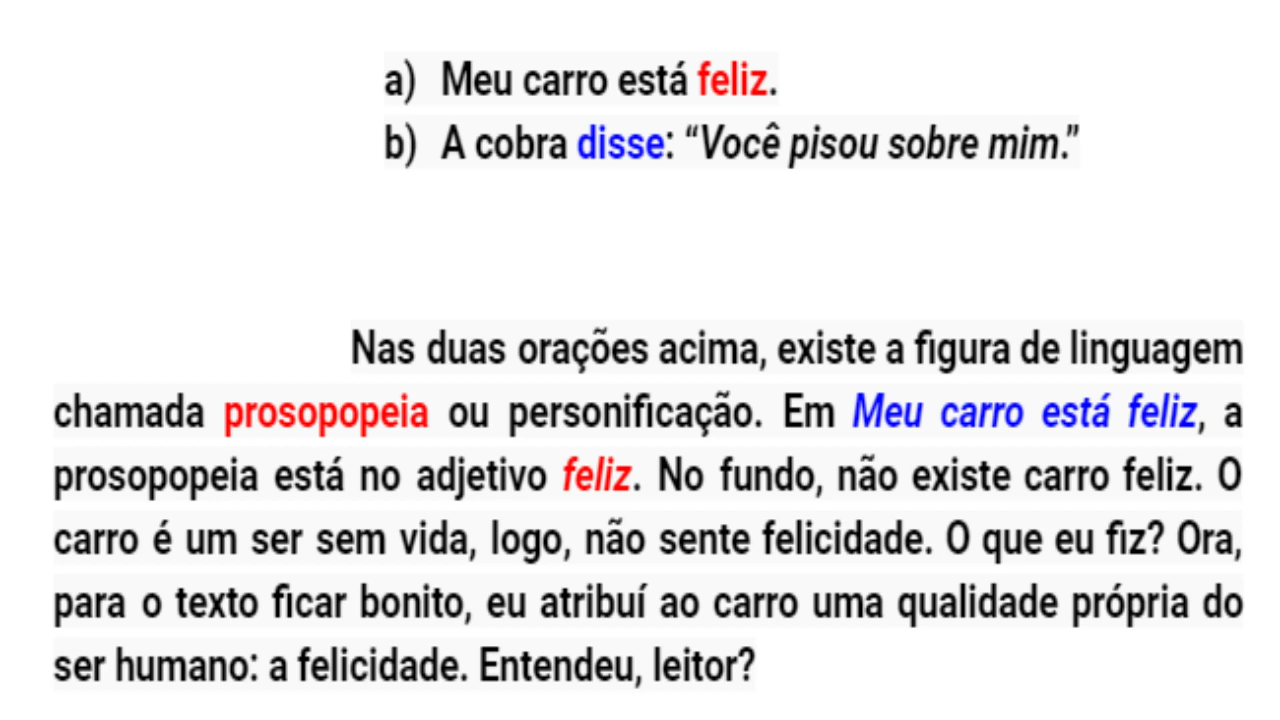 a) Meu carro está feliz.
b) A cobra disse: “Você pisou sobre mim.”
Nas duas orações acima, existe a figura de linguagem
chamada prosopopeia ou personificação. Em Meu carro está feliz, a
prosopopeia está no adjetivo feliz. No fundo, não existe carro feliz. O
carro é um ser sem vida, logo, não sente felicidade. O que eu fiz? Ora,
para o texto ficar bonito, eu atribuí ao carro uma qualidade própria do
ser humano: a felicidade. Entendeu, leitor?